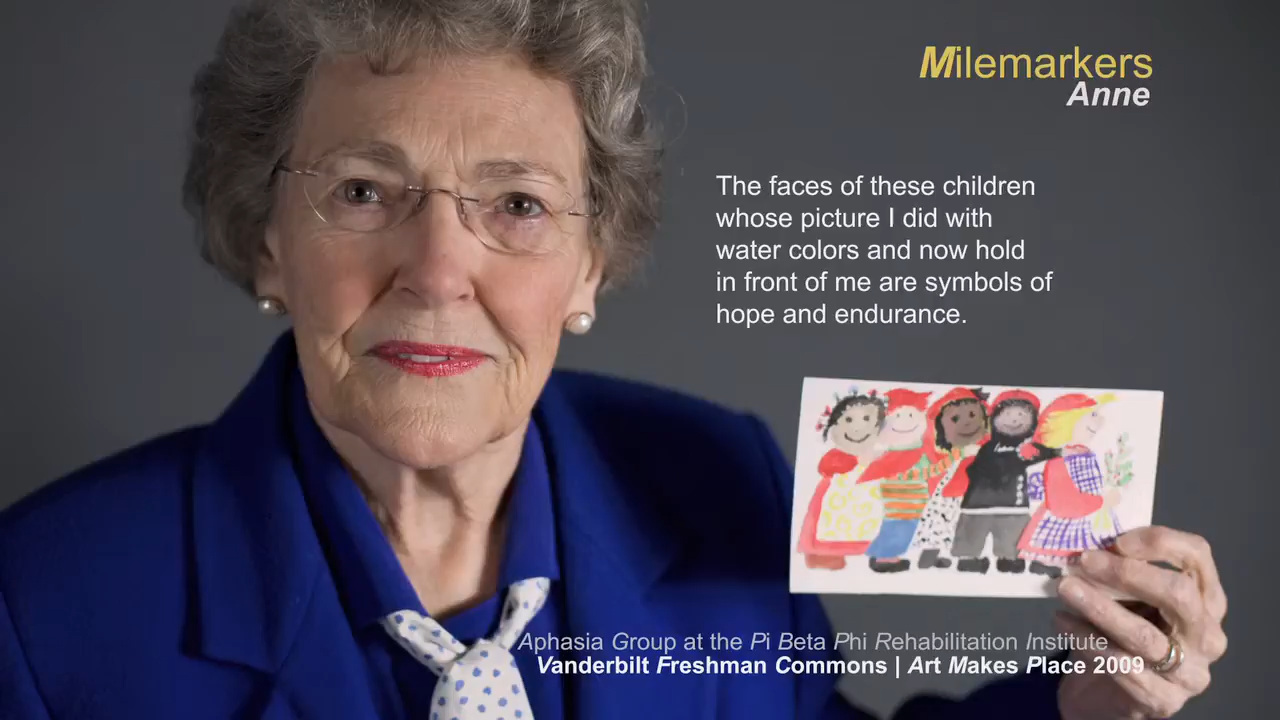 Milemarkers
Anne
The faces of these children
whose picture I did with
water colors and now hold
in front of me are symbols of
hope and endurance.
Aphasia Group at the Pi Beta Phi Rehabilitation Institute
Vanderbilt Freshman Commons | Art Makes Place 2009